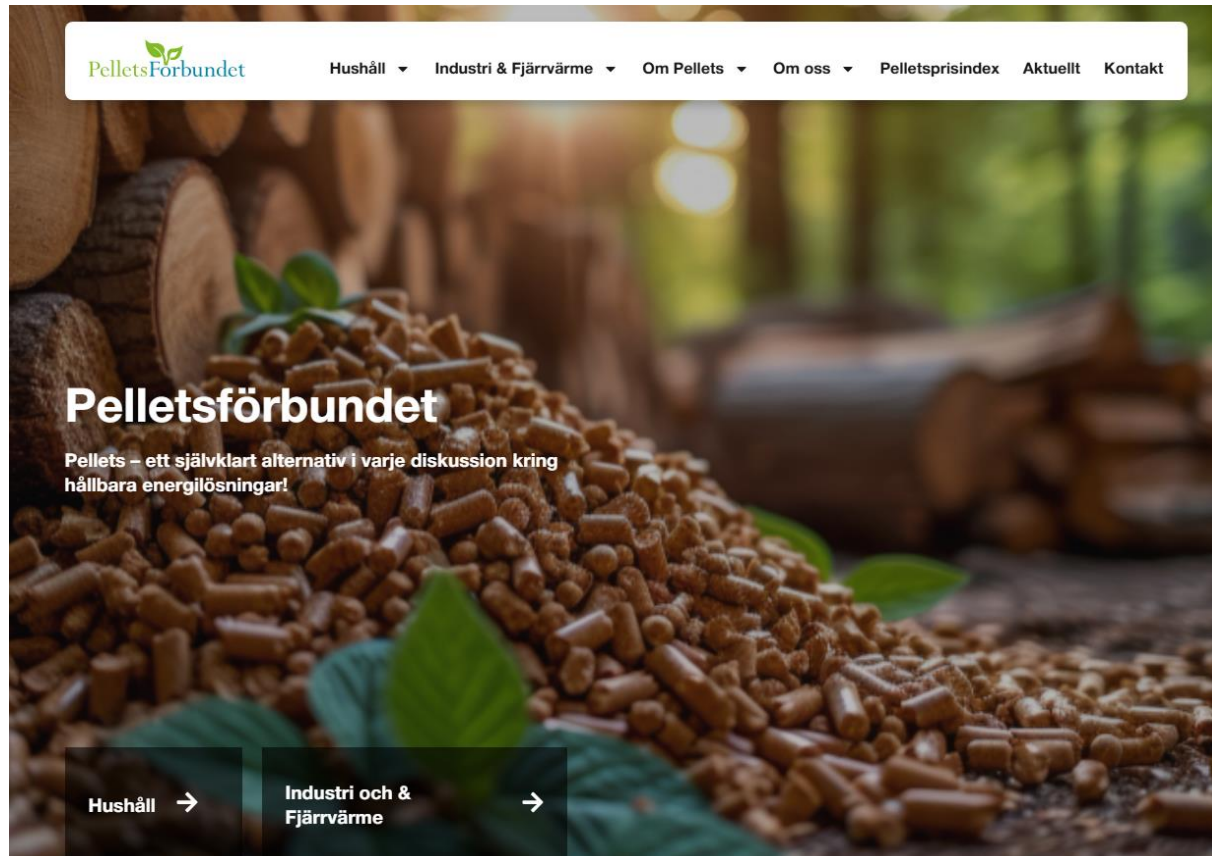 PelletsFörbundet
Hushåll
Industri & Fjärrvärme
Om Pellets
Om oss
Pelletsprisindex
Aktuellt
Kontakt
Pelletsförbundet
Pellets – ett självklart alternativ i varje diskussion kring
hållbara energilösningar!
Hushåll
Industri och &
Fjärrvärme